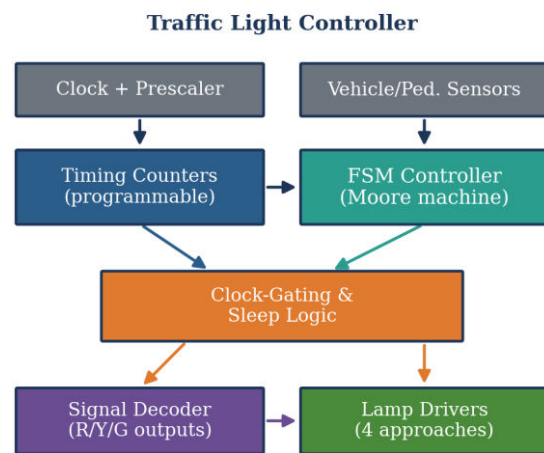 Traffic Light Controller
Clock + Prescaler
Vehicle/Ped. Sensors
Timing Counters
(programmable)
FSM Controller
(Moore machine)
Clock-Gating &
Sleep Logic
Signal Decoder
(R/Y/G outputs)
Lamp Drivers
(4 approaches)